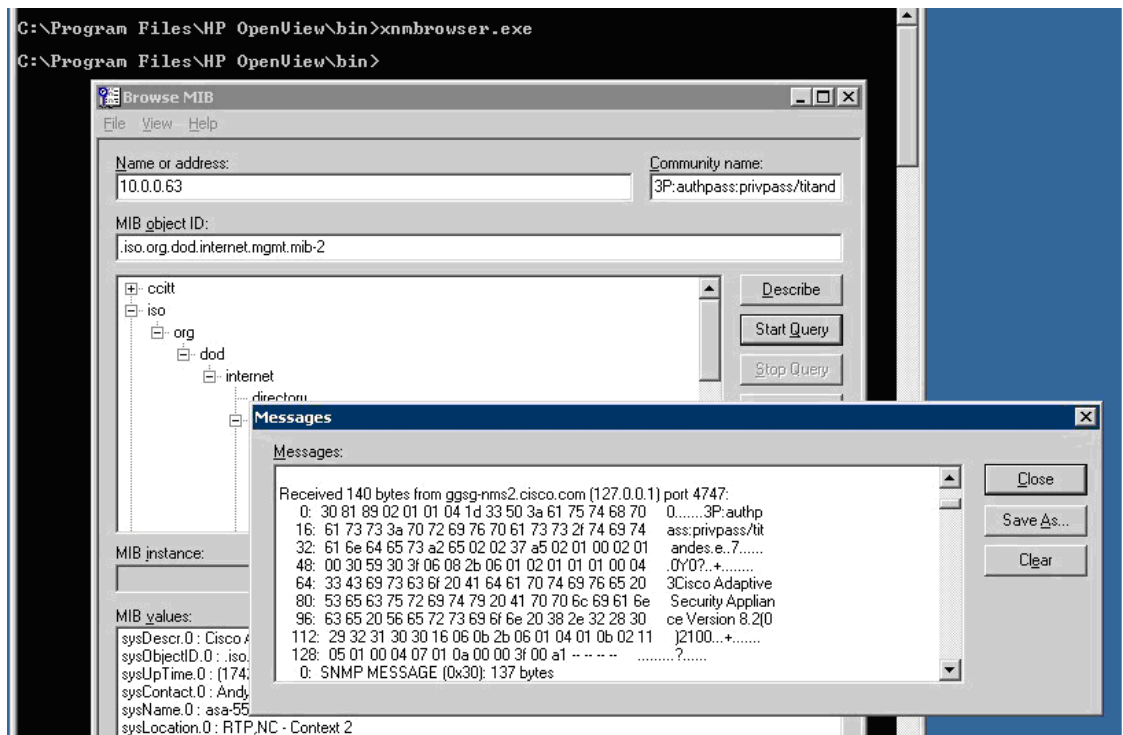 C:\Program Files\HP OpenView\bin>xnmbrowser.exe
C:\Program Files\HP OpenView\bin>
Browse MIB
File View Help
Name or address:
Community name:
10.0.0.63
3P:authpass:privpass/titand
MIB object ID:
.iso.org.dod.internet.mgmt.mib-2
ccitt
iso
org
dod
internet
directory
Describe
Start Query
Stop Query
Messages
Messages:
Received 140 bytes from ggsg-nms2.cisco.com (127.0.0.1) port 4747:
0: 30 81 89 02 01 01 04 1d 33 50 3a 61 75 74 68 70 0.......3P:authp
16: 61 73 73 3a 70 72 69 76 70 61 73 73 2f 74 69 74 ass:privpass/tit
32: 61 6e 64 65 73 a2 65 02 02 37 a5 02 01 00 02 01 andes.e..7......
48: 00 30 59 30 3f 06 08 2b 06 01 02 01 01 01 00 04 .0Y0?..+........
64: 33 43 69 73 63 6f 20 41 64 61 70 74 69 76 65 20 3Cisco Adaptive
80: 53 65 63 75 72 69 74 79 20 41 70 70 6c 69 61 6e Security Applian
96: 63 65 20 56 65 72 73 69 6f 6e 20 38 2e 32 28 30 ce Version 8.2(0
112: 29 32 31 30 30 16 06 0b 2b 06 01 04 01 0b 02 11 )2100...+.......
128: 05 01 00 04 07 01 0a 00 00 3f 00 a1 -- -- -- -- .........?......
0: SNMP MESSAGE (0x30): 137 bytes
Close
Save As...
Clear
MIB instance:
MIB values:
sysDescr.0 : Cisco A
sysObjectID.0 : .iso.
sysUpTime.0 : (174
sysContact.0 : Andy
sysName.0 : asa-55
sysLocation.0 : RTP,NC - Context 2